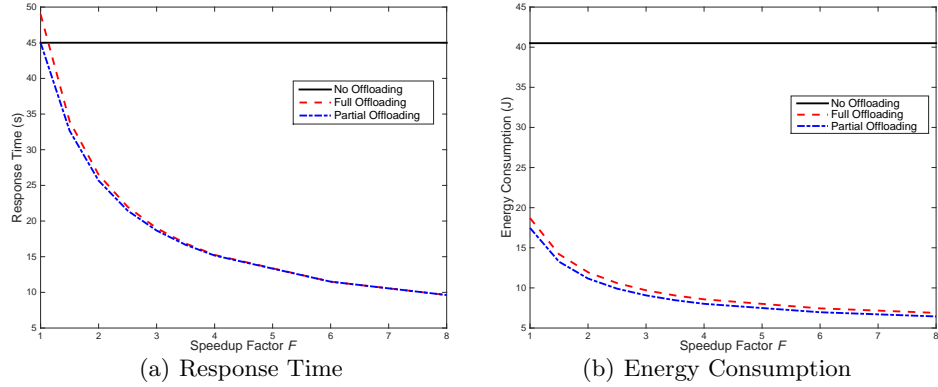 50
45
40
35
30
25
20
15
10
5
Response Time (s)
No Offloading
Full Offloading
Partial Offloading
1 2 3 4 5 6 7 8
Speedup Factor F
(a) Response Time
45
40
35
30
25
20
15
10
5
Energy Consumption (J)
No Offloading
Full Offloading
Partial Offloading
1 2 3 4 5 6 7 8
Speedup Factor F
(b) Energy Consumption